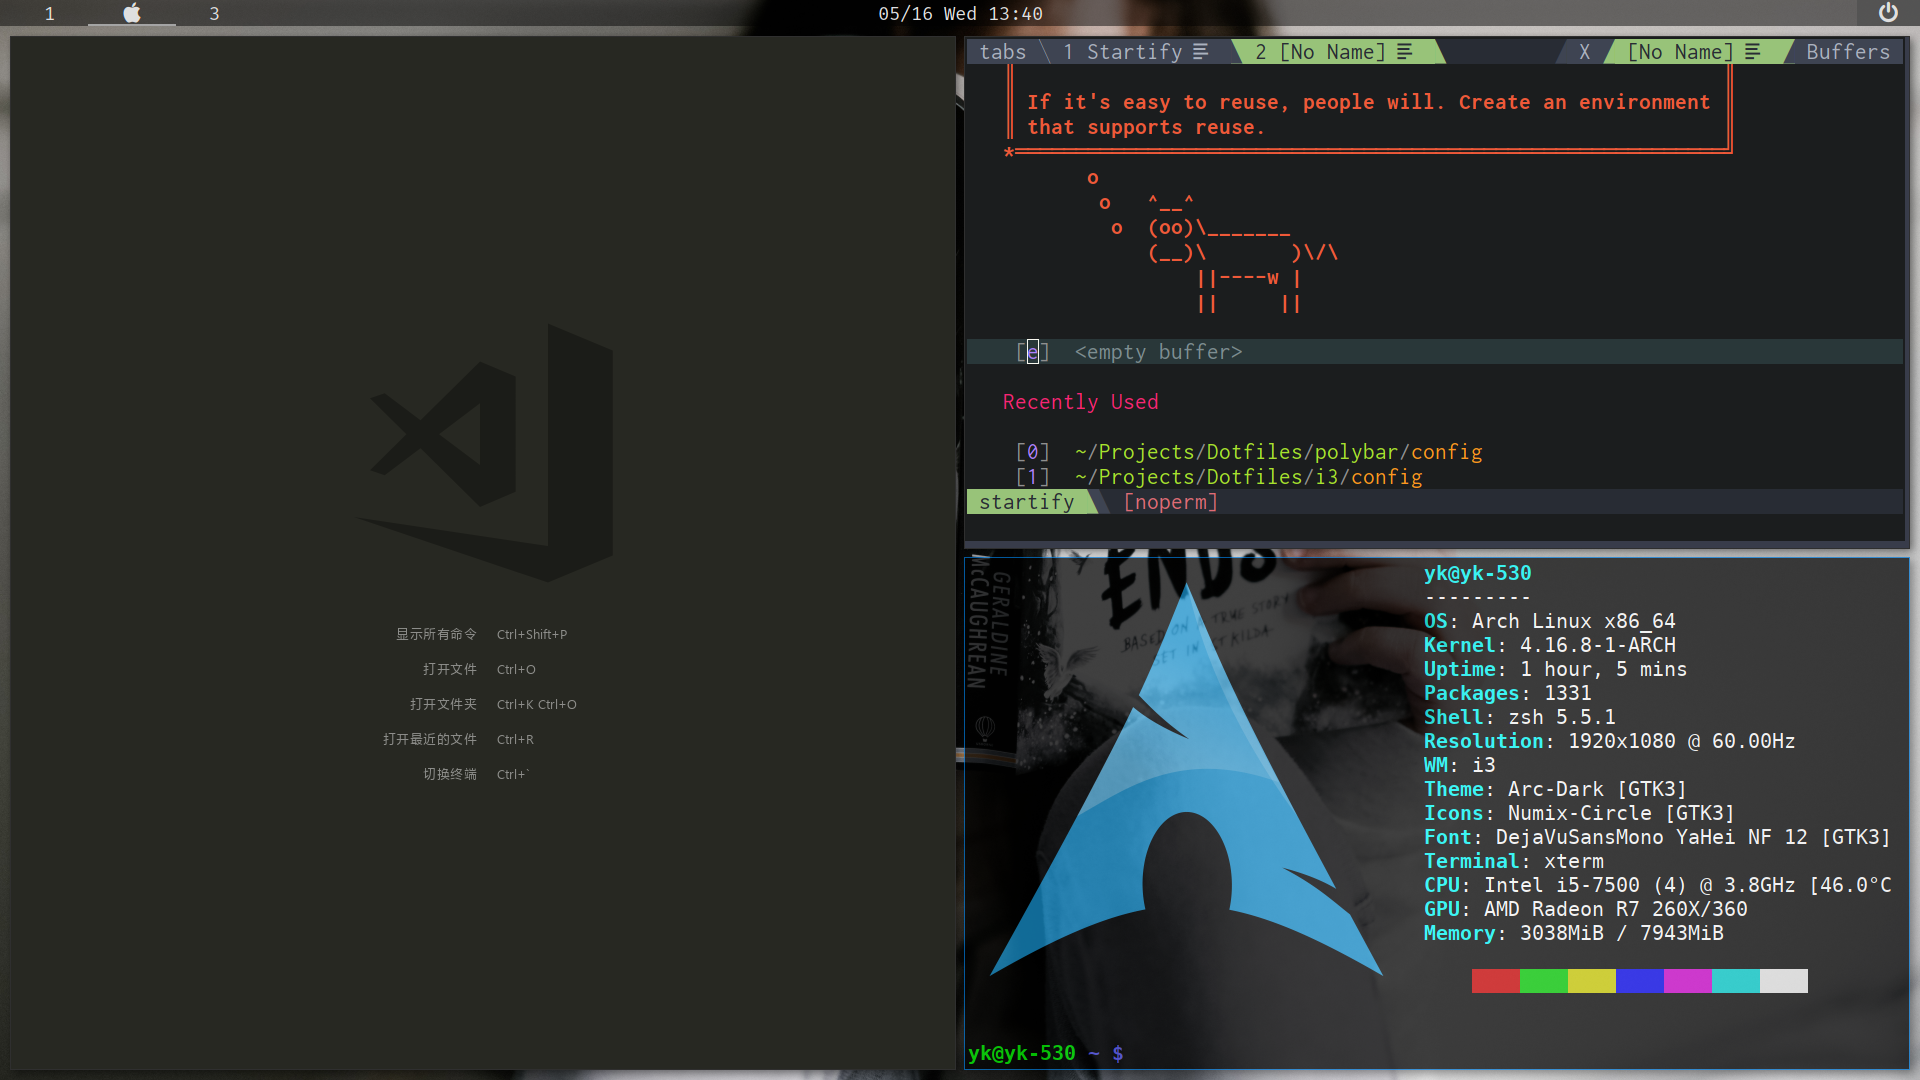 1
3
05/16 Wed 13:40
显示所有命令 Ctrl+Shift+P
打开文件 Ctrl+O
打开文件夹 Ctrl+K Ctrl+O
打开最近的文件 Ctrl+R
切换终端 Ctrl+`
tabs 1 Startify 2 [No Name] X [No Name] Buffers
If it's easy to reuse, people will. Create an environment
that supports reuse.
[e] <empty buffer>
Recently Used
[0] ~/Projects/Dotfiles/polybar/config
[1] ~/Projects/Dotfiles/i3/config
startify [noperm]
GERALDINE
McCAUGHREAN
ENDS
BASED ON A TRUE STORY
SET IN ST KILDA
yk@yk-530
---------
OS: Arch Linux x86_64
Kernel: 4.16.8-1-ARCH
Uptime: 1 hour, 5 mins
Packages: 1331
Shell: zsh 5.5.1
Resolution: 1920x1080 @ 60.00Hz
WM: i3
Theme: Arc-Dark [GTK3]
Icons: Numix-Circle [GTK3]
Font: DejaVuSansMono YaHei NF 12 [GTK3]
Terminal: xterm
CPU: Intel i5-7500 (4) @ 3.8GHz [46.0°C
GPU: AMD Radeon R7 260X/360
Memory: 3038MiB / 7943MiB
yk@yk-530 ~ $